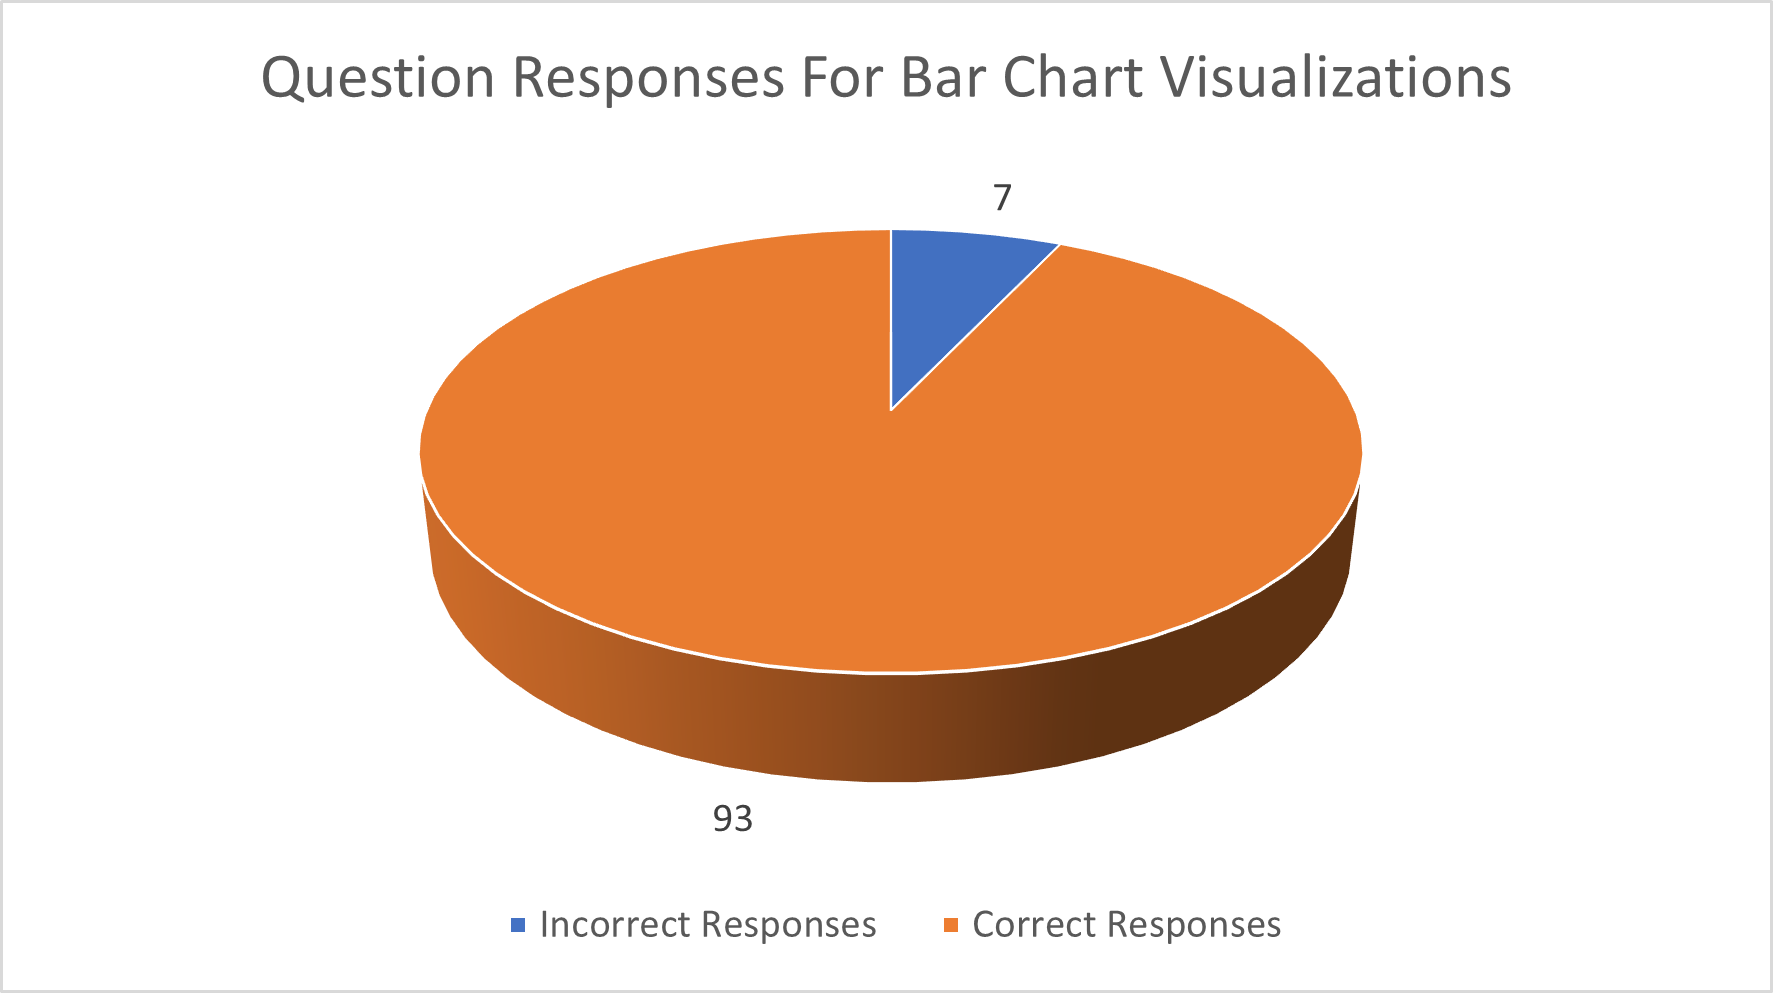 Question Responses For Bar Chart Visualizations
7
93
Incorrect Responses
Correct Responses